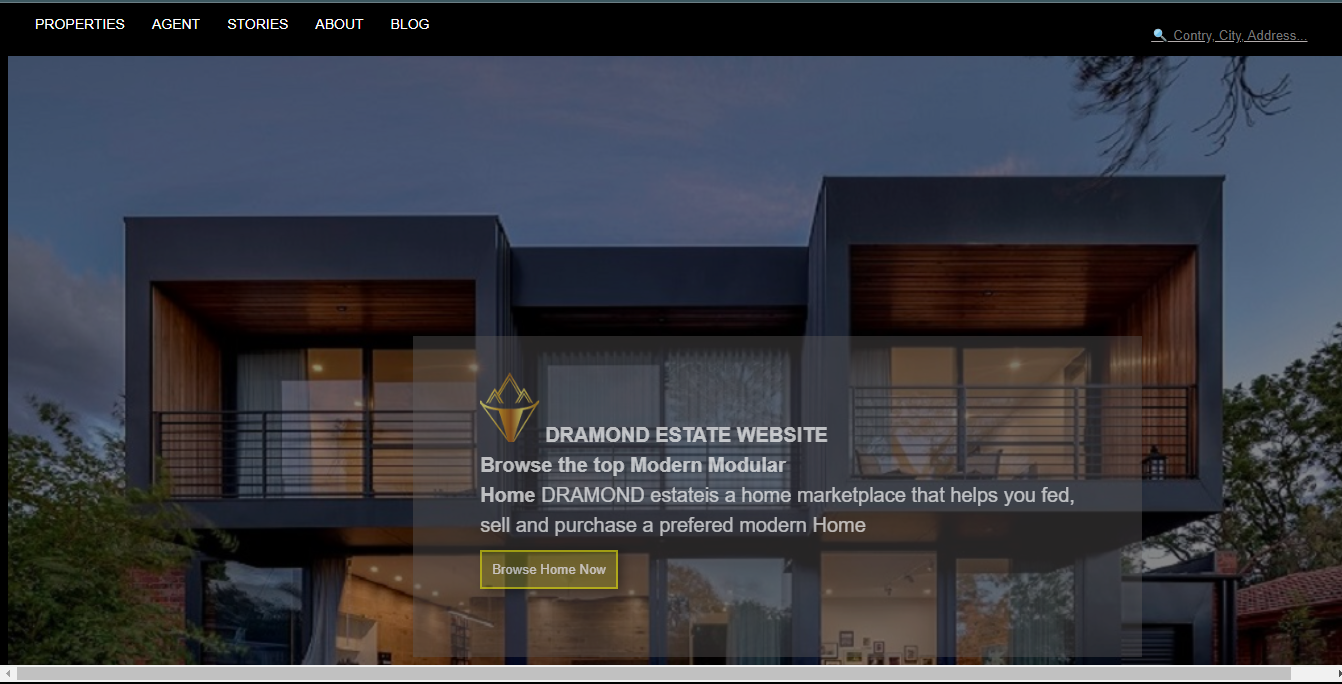 PROPERTIES AGENT STORIES ABOUT BLOG
Contry, City, Address...
DRAMOND ESTATE WEBSITE
Browse the top Modern Modular
Home DRAMOND estateis a home marketplace that helps you fed,
sell and purchase a prefered modern Home
Browse Home Now